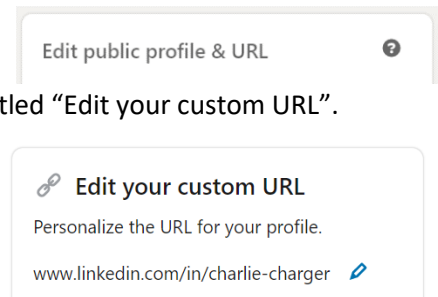 Edit public profile & URL
tled “Edit your custom URL”.
Edit your custom URL
Personalize the URL for your profile.
www.linkedin.com/in/charlie-charger